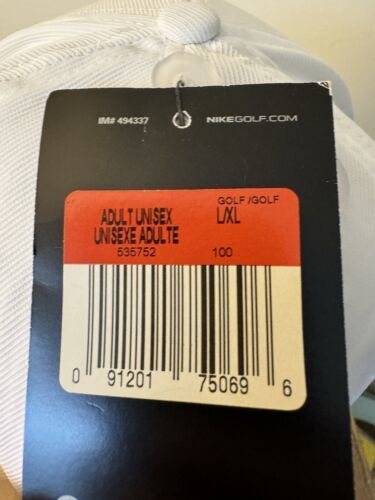 IM# 494337 NIKEGOLF.COM
GOLF /GOLF
ADULT UNISEX L/XL
UNISEXE ADULTE
535752 100
0 91201 75069 6